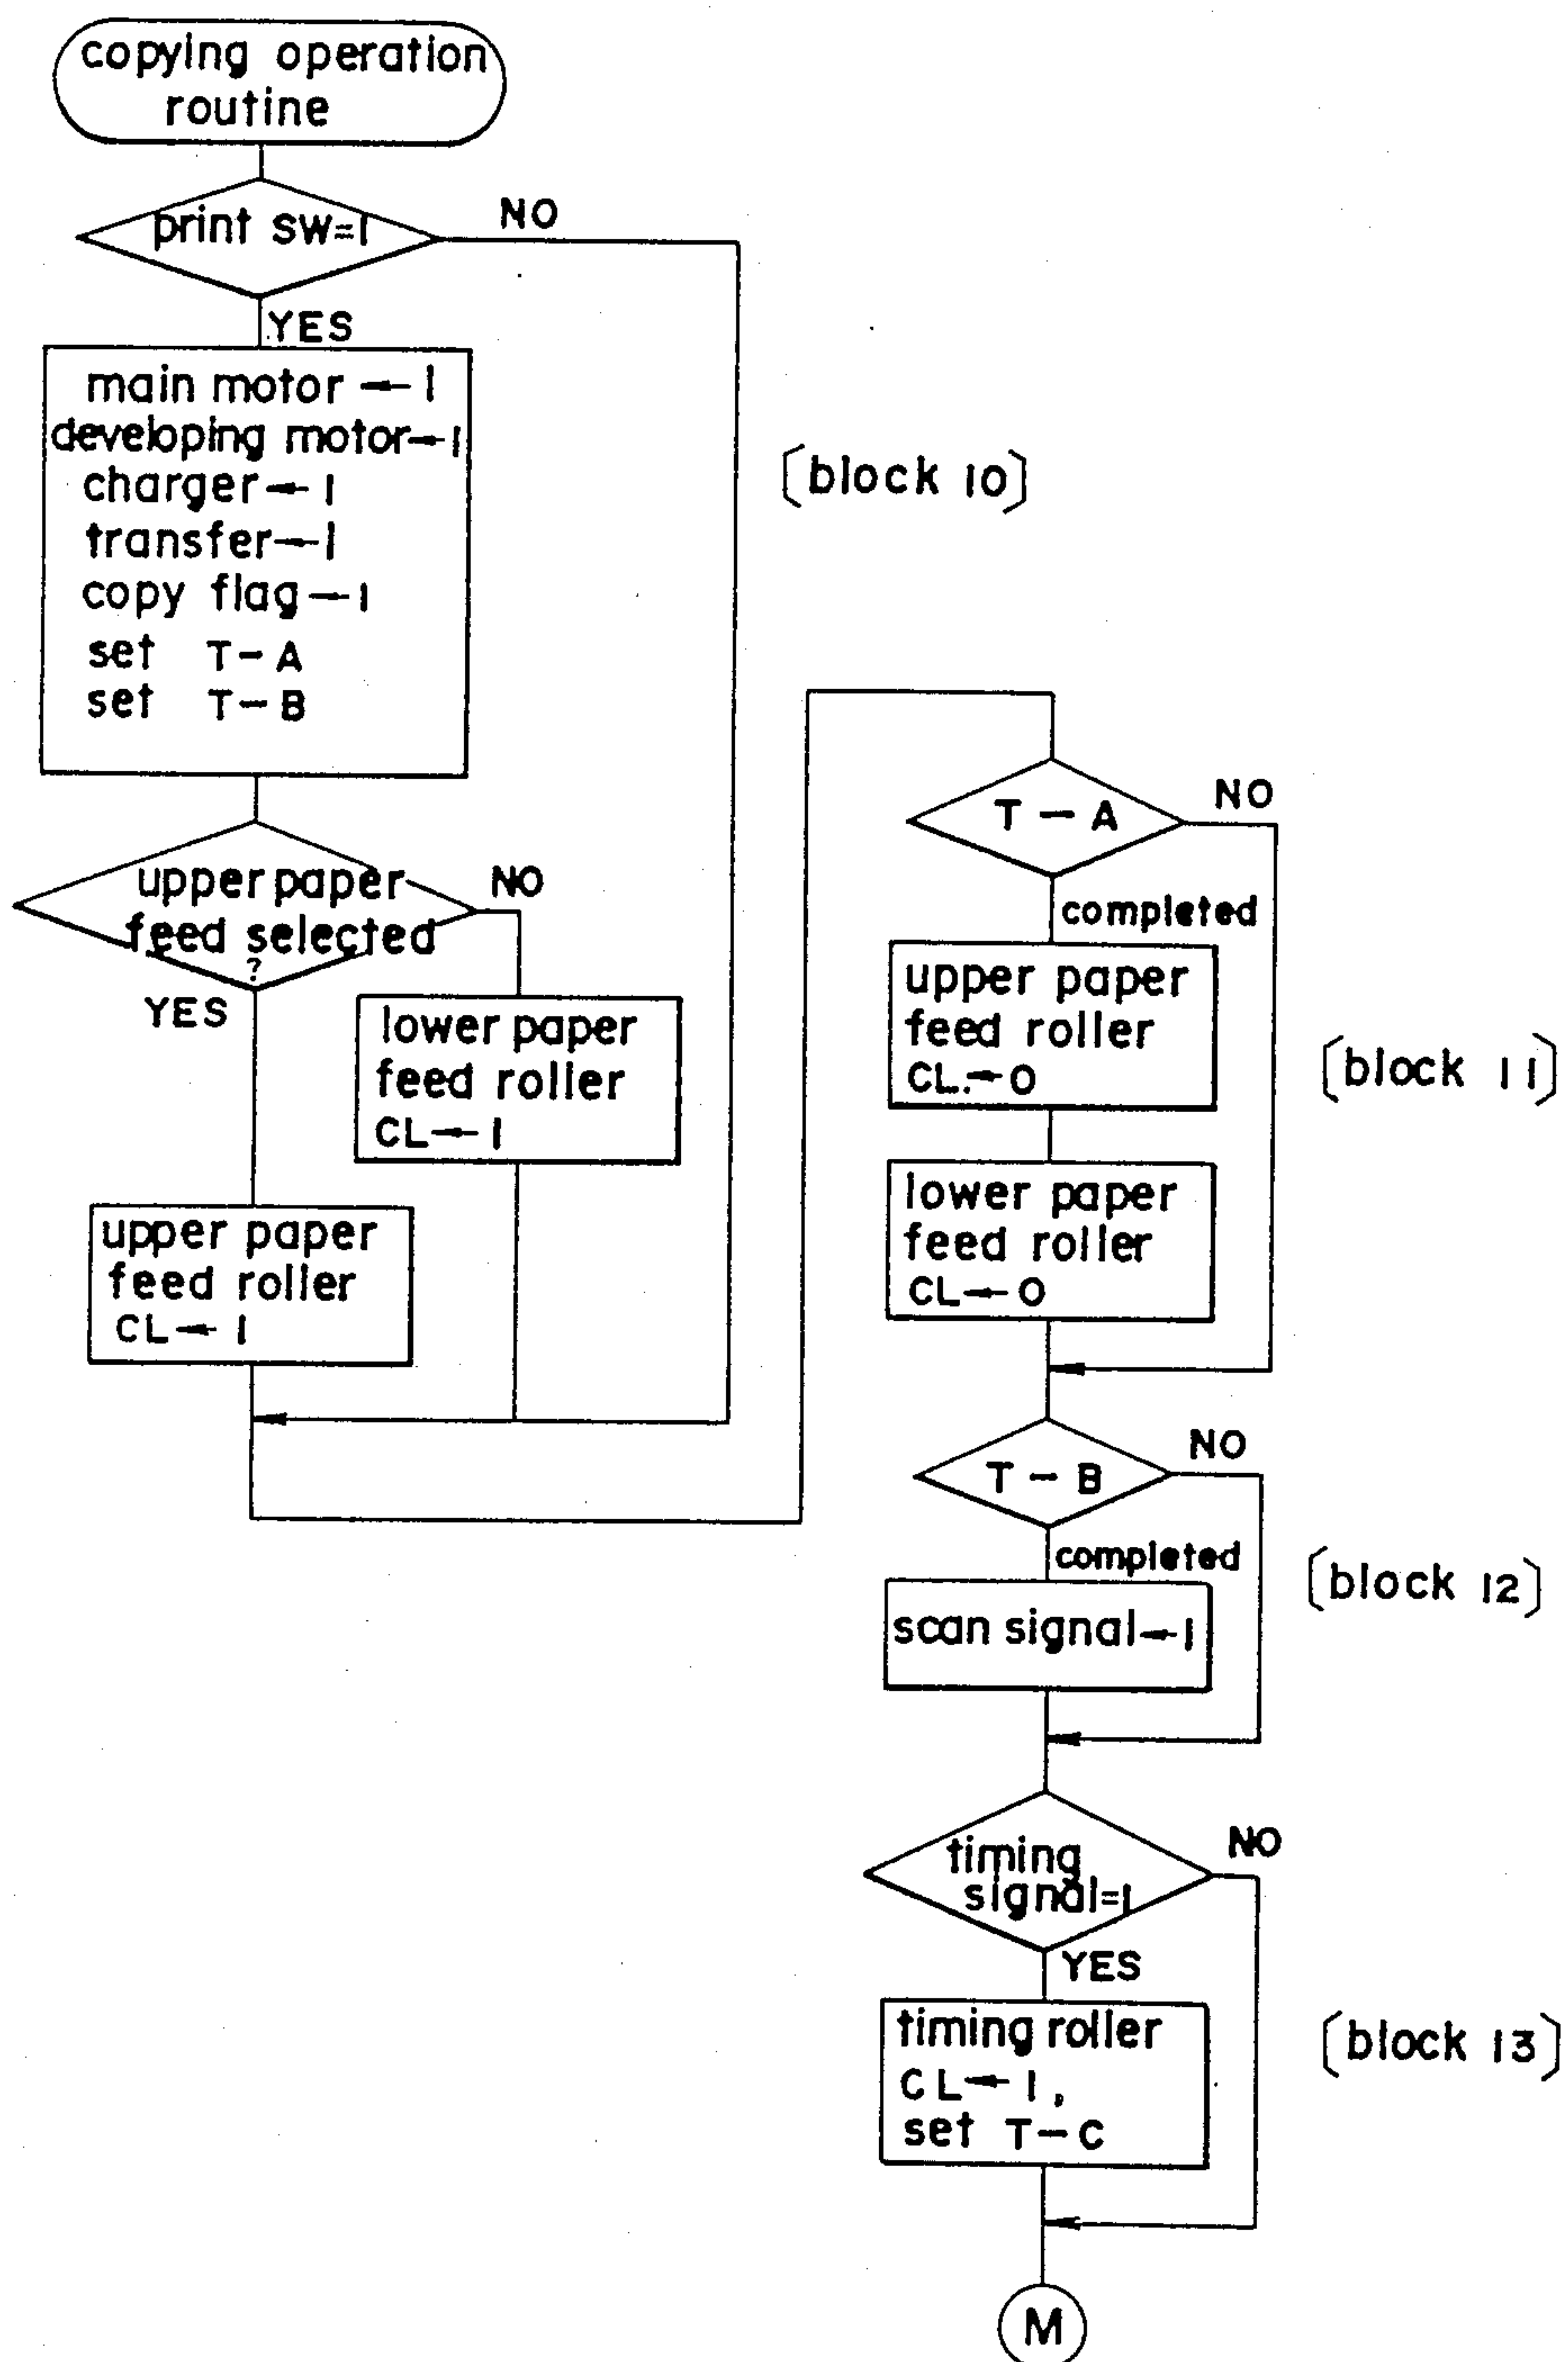 copying operation
routine
print SW=1
NO
YES
main motor ← 1
developing motor ← 1
charger ← 1
transfer ← 1
copy flag ← 1
set T-A
set T-B
[block 10]
upper paper
feed selected
?
NO
YES
lower paper
feed roller
CL ← 1
upper paper
feed roller
CL ← 1
T - A
NO
completed
upper paper
feed roller
CL. ← 0
lower paper
feed roller
CL ← 0
[block 11]
T - B
NO
completed
scan signal ← 1
[block 12]
timing
signal=1
NO
YES
timing roller
CL ← 1,
set T-C
[block 13]
M